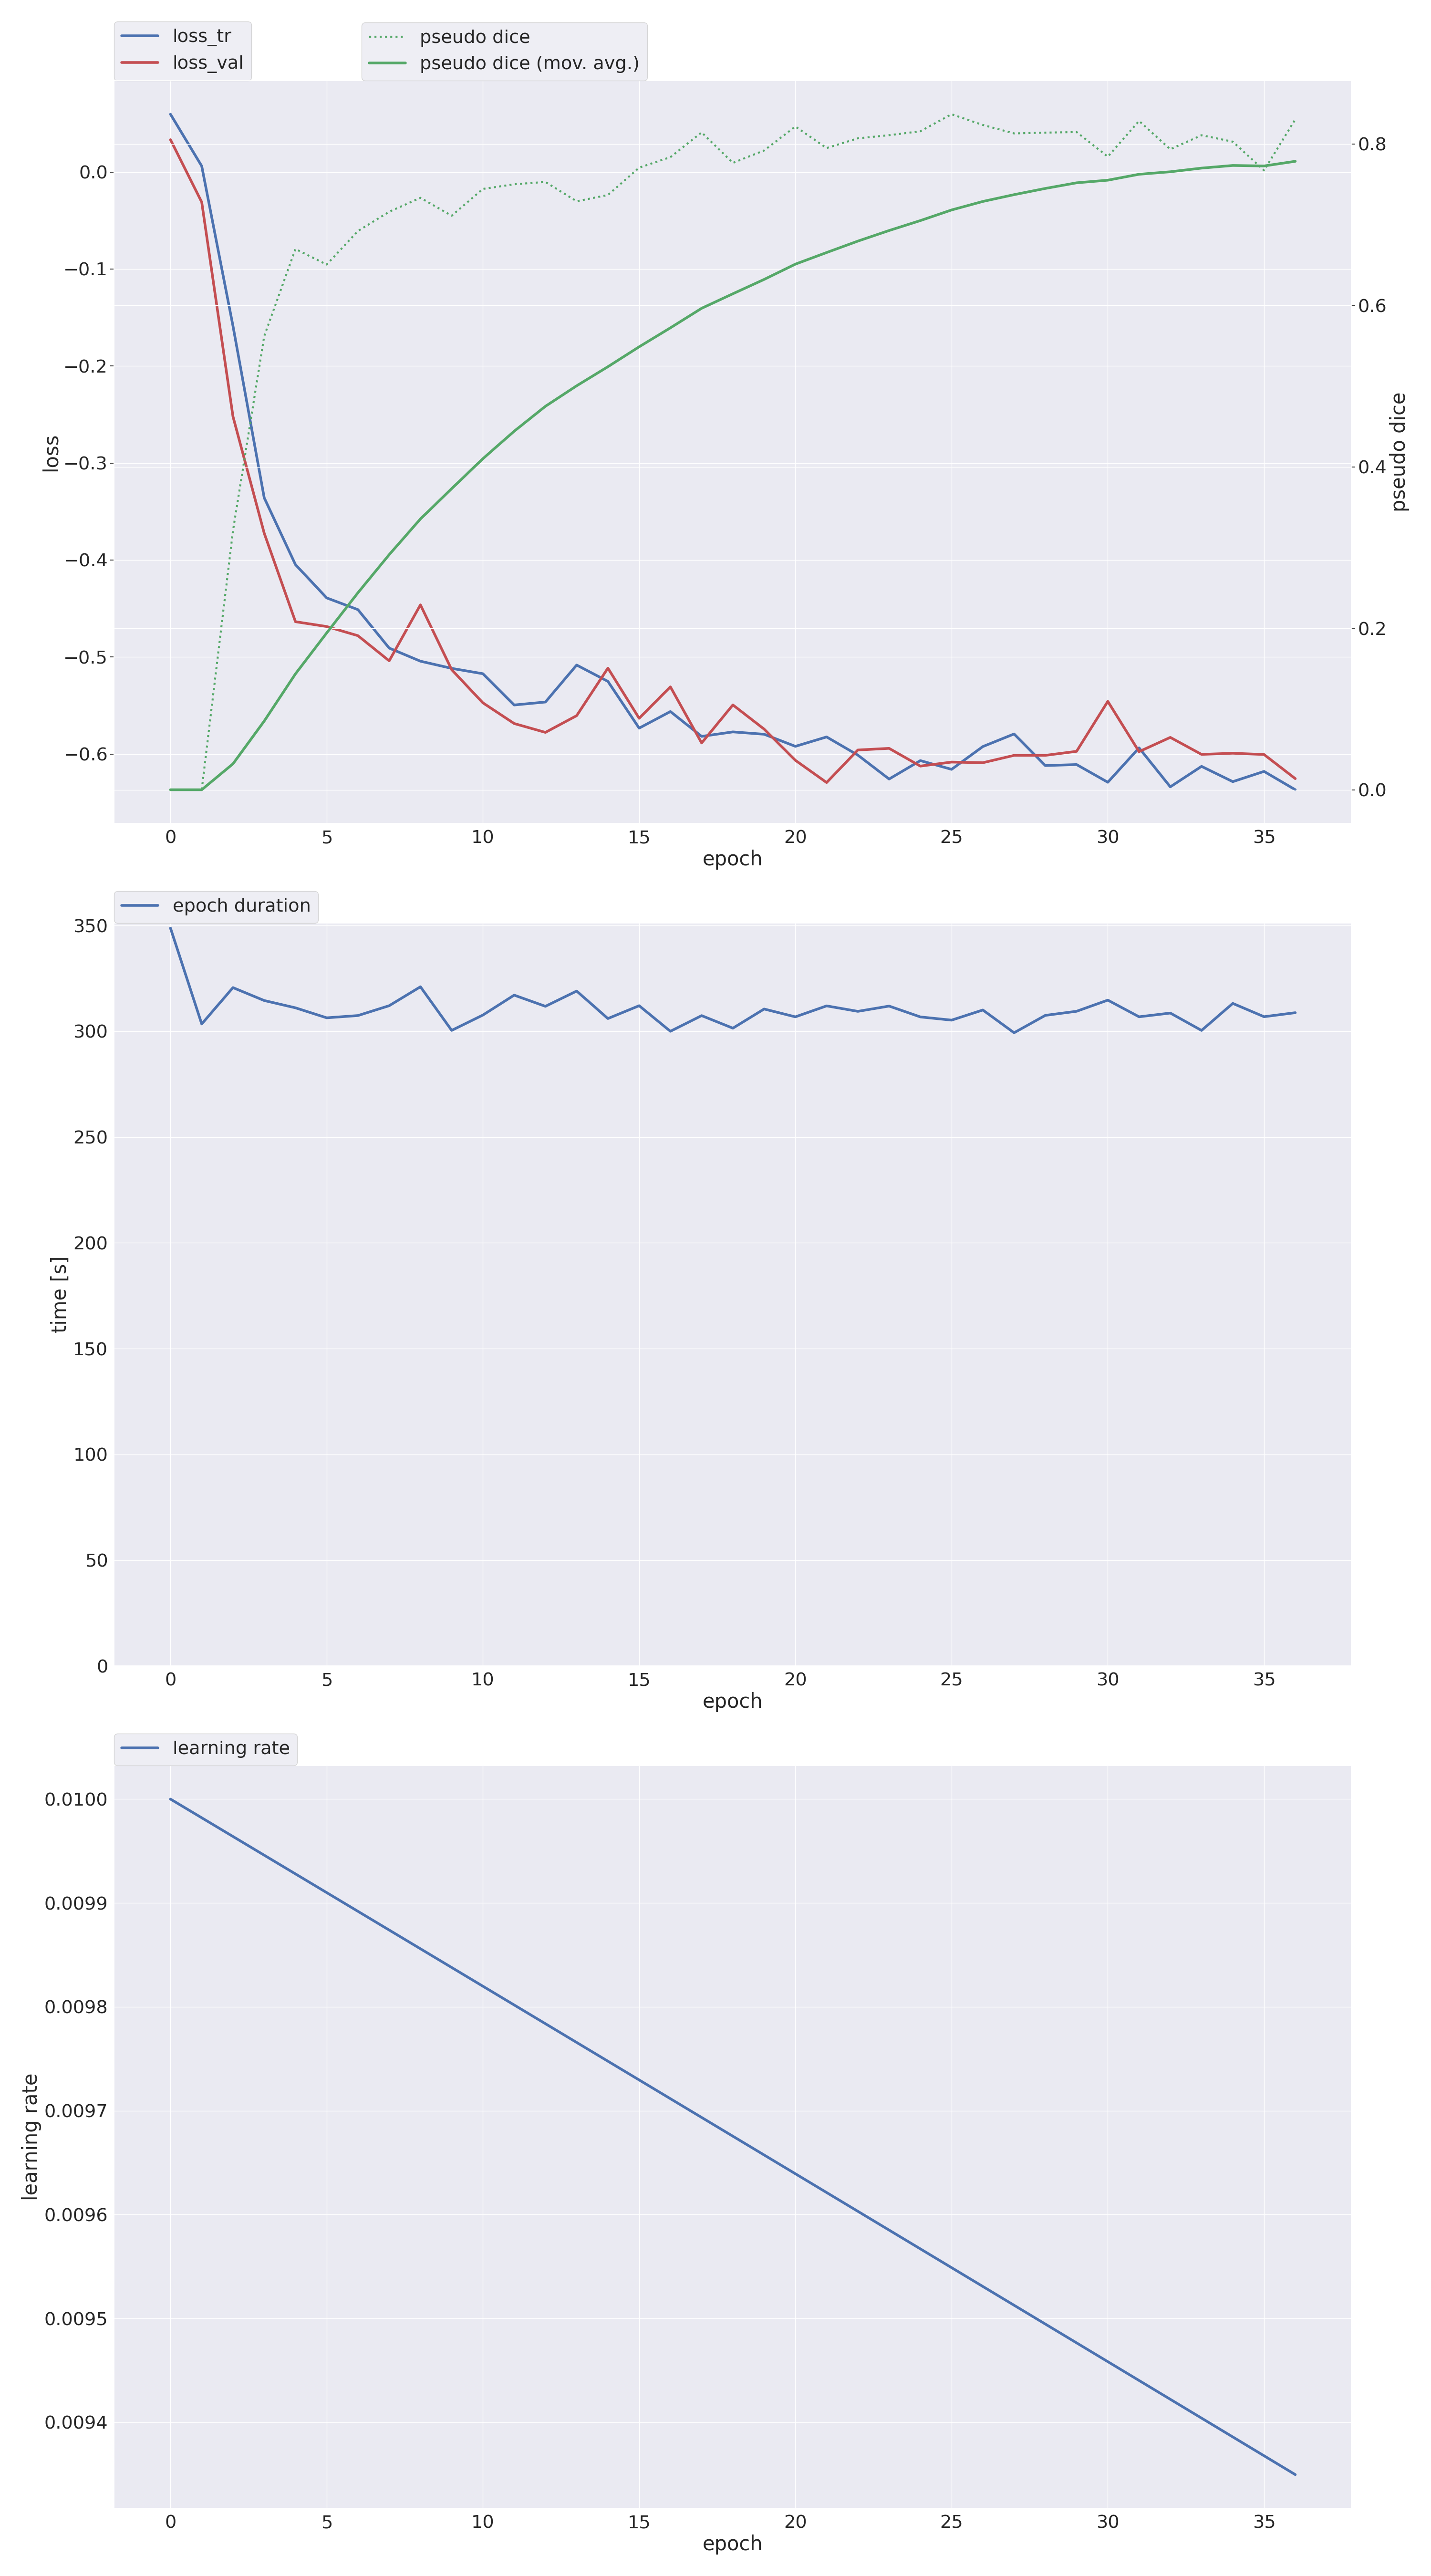 loss_tr
loss_val
pseudo dice
pseudo dice (mov. avg.)
0.0
−0.1
−0.2
−0.3
−0.4
−0.5
−0.6
loss
0.8
0.6
0.4
0.2
0.0
pseudo dice
0 5 10 15 20 25 30 35
epoch
epoch duration
350
300
250
200
150
100
50
0
time [s]
0 5 10 15 20 25 30 35
epoch
learning rate
0.0100
0.0099
0.0098
0.0097
0.0096
0.0095
0.0094
learning rate
0 5 10 15 20 25 30 35
epoch